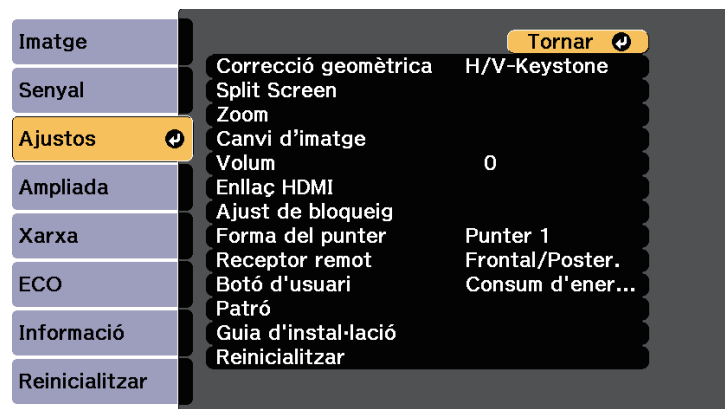 Imatge
Senyal
Ajustos
Ampliada
Xarxa
ECO
Informació
Reinicialitzar
Tornar
Correcció geomètrica H/V-Keystone
Split Screen
Zoom
Canvi d’imatge
Volum 0
Enllaç HDMI
Ajust de bloqueig
Forma del punter Punter 1
Receptor remot Frontal/Poster.
Botó d'usuari Consum d'ener...
Patró
Guia d'instal·lació
Reinicialitzar